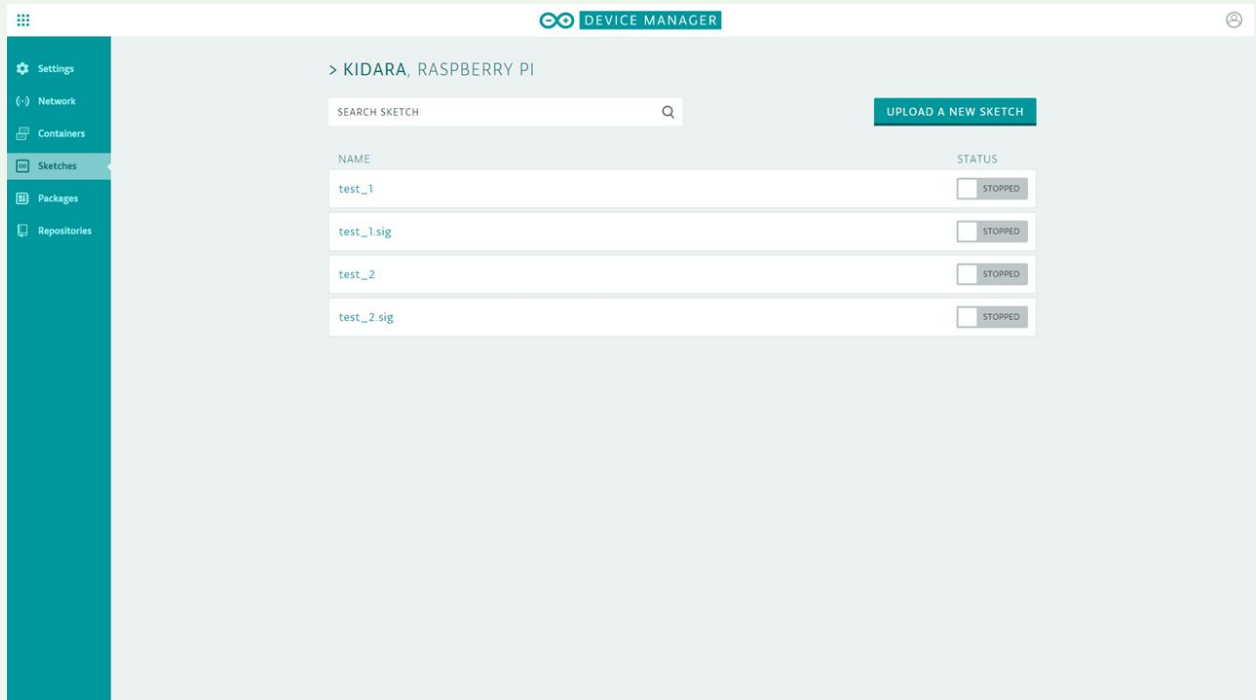 DEVICE MANAGER
Settings
Network
Containers
Sketches
Packages
Repositories
> KIDARA, RASPBERRY PI
SEARCH SKETCH
UPLOAD A NEW SKETCH
NAME STATUS
test_1 STOPPED
test_1.sig STOPPED
test_2 STOPPED
test_2.sig STOPPED